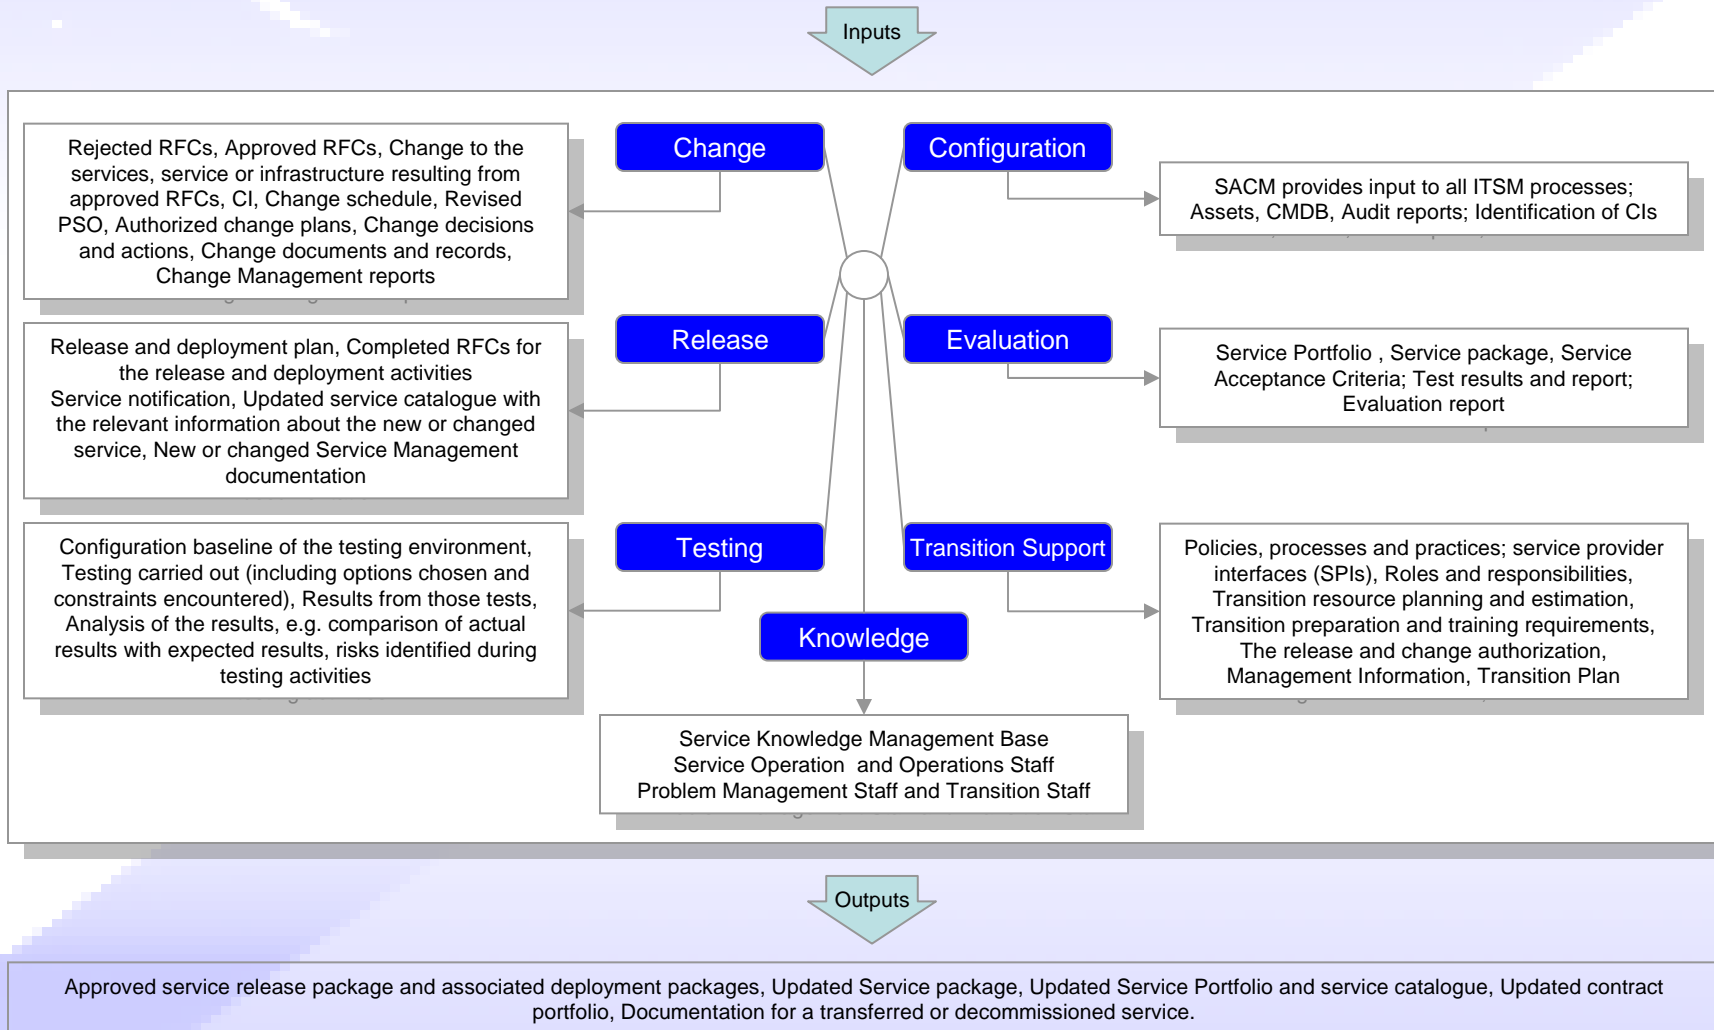 Inputs
Change
Rejected RFCs, Approved RFCs, Change to the
services, service or infrastructure resulting from
approved RFCs, CI, Change schedule, Revised
PSO, Authorized change plans, Change decisions
and actions, Change documents and records,
Change Management reports
Configuration
SACM provides input to all ITSM processes;
Assets, CMDB, Audit reports; Identification of CIs
Release
Release and deployment plan, Completed RFCs for
the release and deployment activities
Service notification, Updated service catalogue with
the relevant information about the new or changed
service, New or changed Service Management
documentation
Evaluation
Service Portfolio , Service package, Service
Acceptance Criteria; Test results and report;
Evaluation report
Testing
Configuration baseline of the testing environment,
Testing carried out (including options chosen and
constraints encountered), Results from those tests,
Analysis of the results, e.g. comparison of actual
results with expected results, risks identified during
testing activities
Transition Support
Policies, processes and practices; service provider
interfaces (SPIs), Roles and responsibilities,
Transition resource planning and estimation,
Transition preparation and training requirements,
The release and change authorization,
Management Information, Transition Plan
Knowledge
Service Knowledge Management Base
Service Operation  and Operations Staff
Problem Management Staff and Transition Staff
Outputs
Approved service release package and associated deployment packages, Updated Service package, Updated Service Portfolio and service catalogue, Updated contract
portfolio, Documentation for a transferred or decommissioned service.